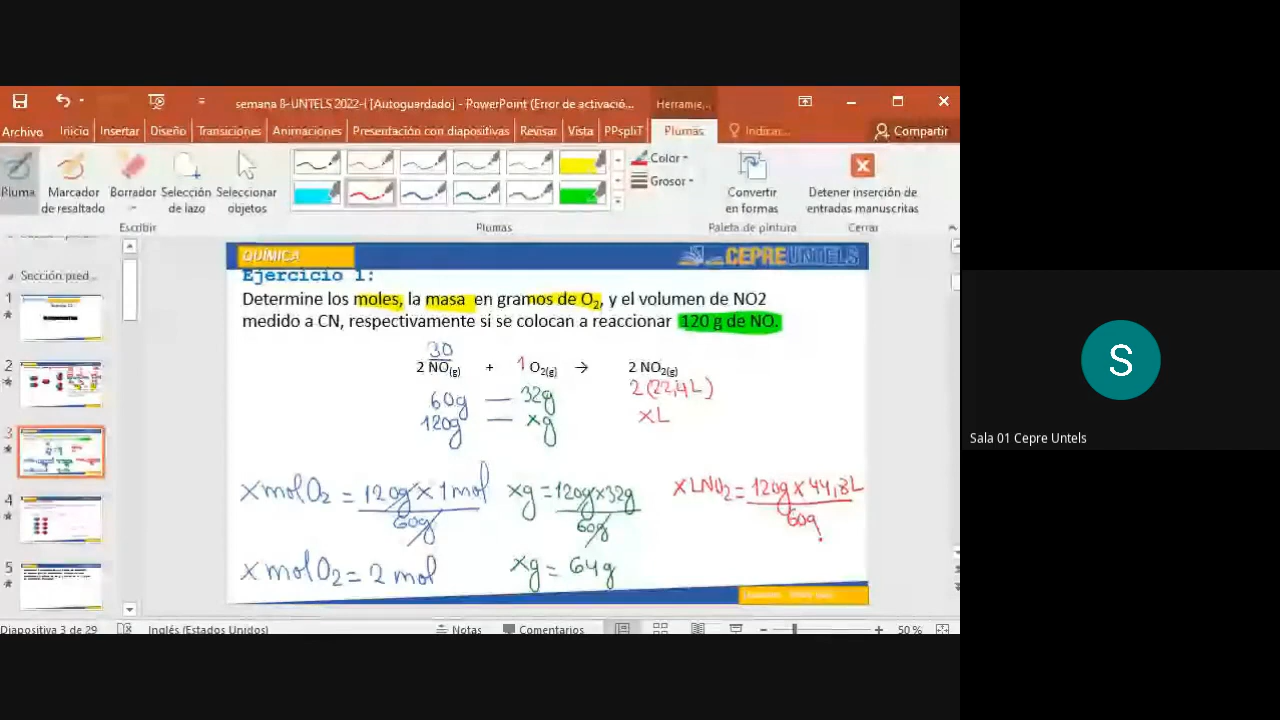 semana 8-UNTELS 2022-I [Autoguardado] - PowerPoint (Error de activació...
Herramie...
Archivo Inicio Insertar Diseño Transiciones Animaciones Presentación con diapositivas Revisar Vista PPspliT Plumas Indicar... Compartir
Pluma
Marcador de resaltado
Borrador
Selección de lazo
Seleccionar objetos
Color
Grosor
Convertir en formas
Detener inserción de entradas manuscritas
Escribir
Plumas
Paleta de pintura
Cerrar
Sección pred...
1
2
3
4
5
QUÍMICA
CEPREUNTELS
Ejercicio 1:
Determine los moles, la masa en gramos de O₂, y el volumen de NO2
medido a CN, respectivamente si se colocan a reaccionar 120 g de NO.
30
2 NO(g) + 1 O2(g) → 2 NO2(g)
60g — 32g 2(22,4L)
120g — xg xL
x mol O₂ = 120g x 1 mol
60g
xg = 120g x 32g
60g
x L NO₂ = 120g x 44,8L
60g
x mol O₂ = 2 mol
xg = 64g
Diapositiva 3 de 29 Inglés (Estados Unidos) Notas Comentarios 50 %
S
Sala 01 Cepre Untels